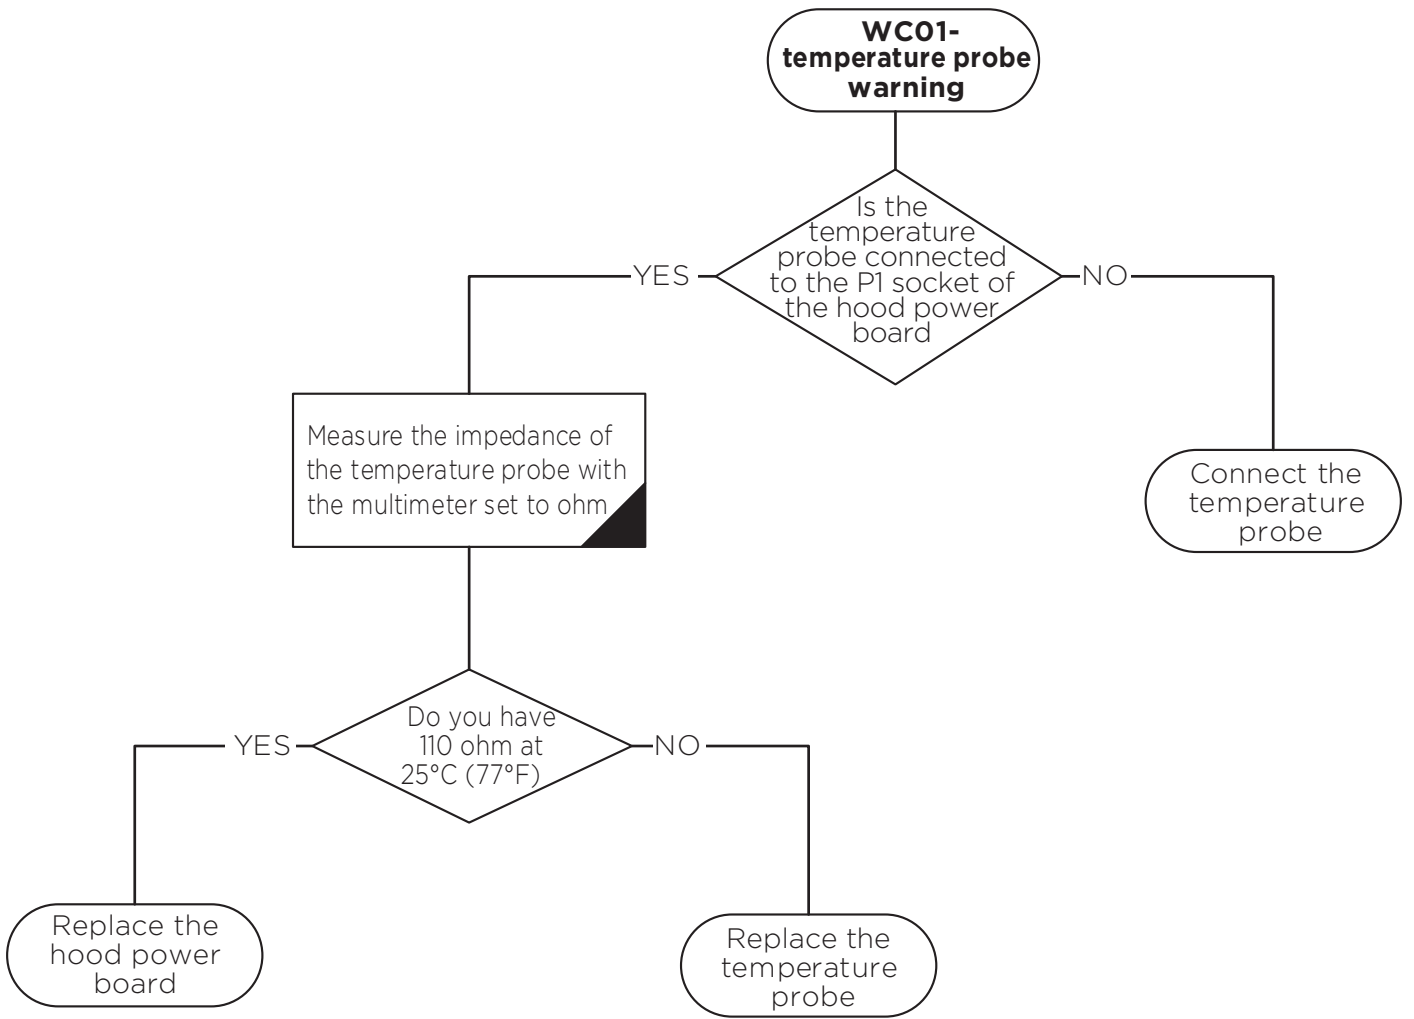 WC01-
temperature probe
warning
Is the
temperature
probe connected
to the P1 socket of
the hood power
board
YES
NO
Measure the impedance of
the temperature probe with
the multimeter set to ohm
Connect the
temperature
probe
Do you have
110 ohm at
25°C (77°F)
YES
NO
Replace the
hood power
board
Replace the
temperature
probe